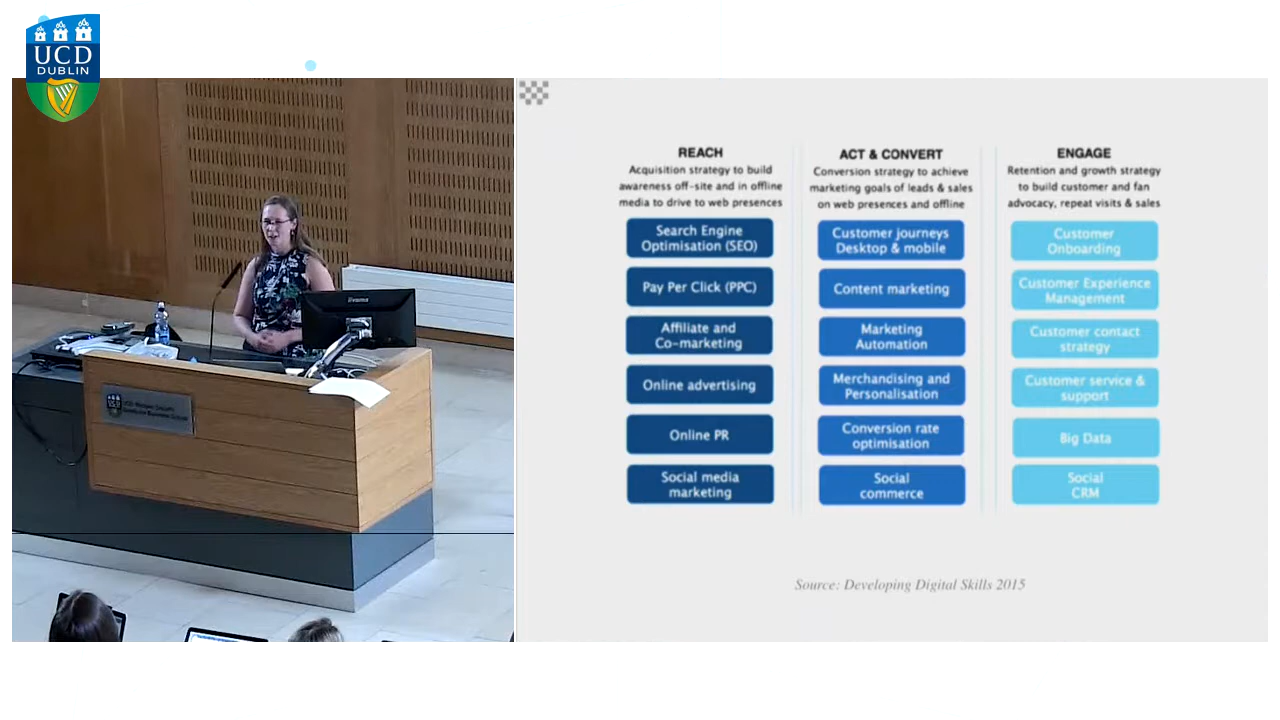 UCD
DUBLIN
iiyama
UCD
REACH
Acquisition strategy to build
awareness off-site and in offline
media to drive to web presences
Search Engine
Optimisation (SEO)
Pay Per Click (PPC)
Affiliate and
Co-marketing
Online advertising
Online PR
Social media
marketing
ACT & CONVERT
Conversion strategy to achieve
marketing goals of leads & sales
on web presences and offline
Customer journeys
Desktop & mobile
Content marketing
Marketing
Automation
Merchandising and
Personalisation
Conversion rate
optimisation
Social
commerce
ENGAGE
Retention and growth strategy
to build customer and fan
advocacy, repeat visits & sales
Customer
Onboarding
Customer Experience
Management
Customer contact
strategy
Customer service &
support
Big Data
Social
CRM
Source: Developing Digital Skills 2015